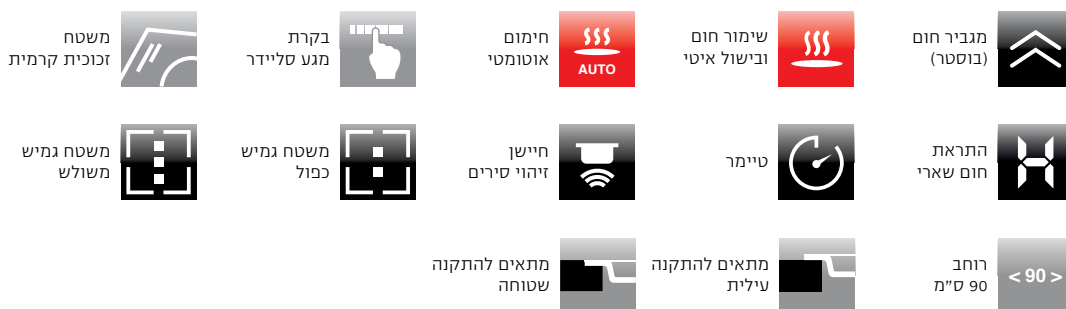 מגביר חום
(בוסטר)
שימור חום
ובישול איטי
AUTO
חימום
אוטומטי
בקרת
מגע סליידר
משטח
זכוכית קרמית
H
התראת
חום שארי
טיימר
חיישן
זיהוי סירים
משטח גמיש
כפול
משטח גמיש
משולש
< 90 >
רוחב
90 ס"מ
מתאים להתקנה
עילית
מתאים להתקנה
שטוחה